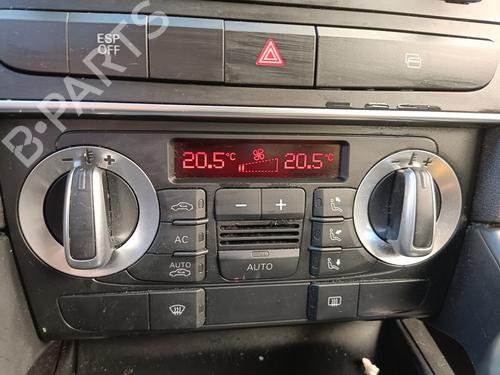 ESP
OFF
20.5°C 20.5°C
- +
AC
AUTO
AUTO
B-PARTS